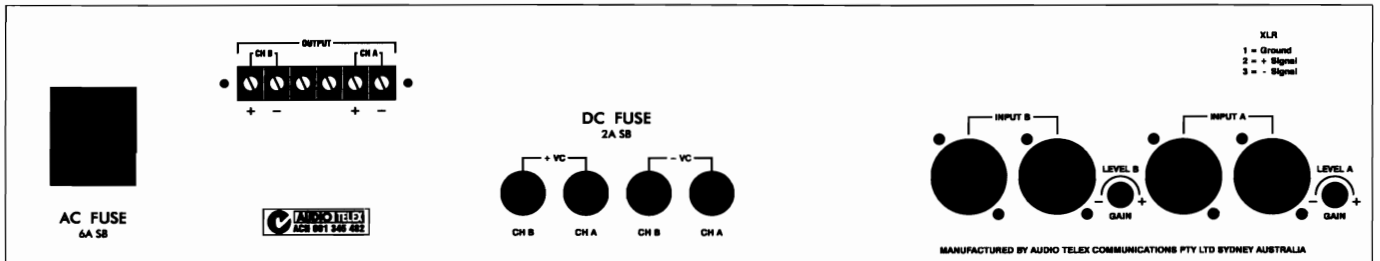 OUTPUT
CH B CH A
+ − + −
AC FUSE
6A SB
AUDIO TELEX
ACN 001 345 482
DC FUSE
2A SB
+ VC − VC
CH B CH A CH B CH A
XLR
1 = Ground
2 = + Signal
3 = - Signal
INPUT B INPUT A
LEVEL B LEVEL A
− + − +
GAIN GAIN
MANUFACTURED BY AUDIO TELEX COMMUNICATIONS PTY LTD SYDNEY AUSTRALIA